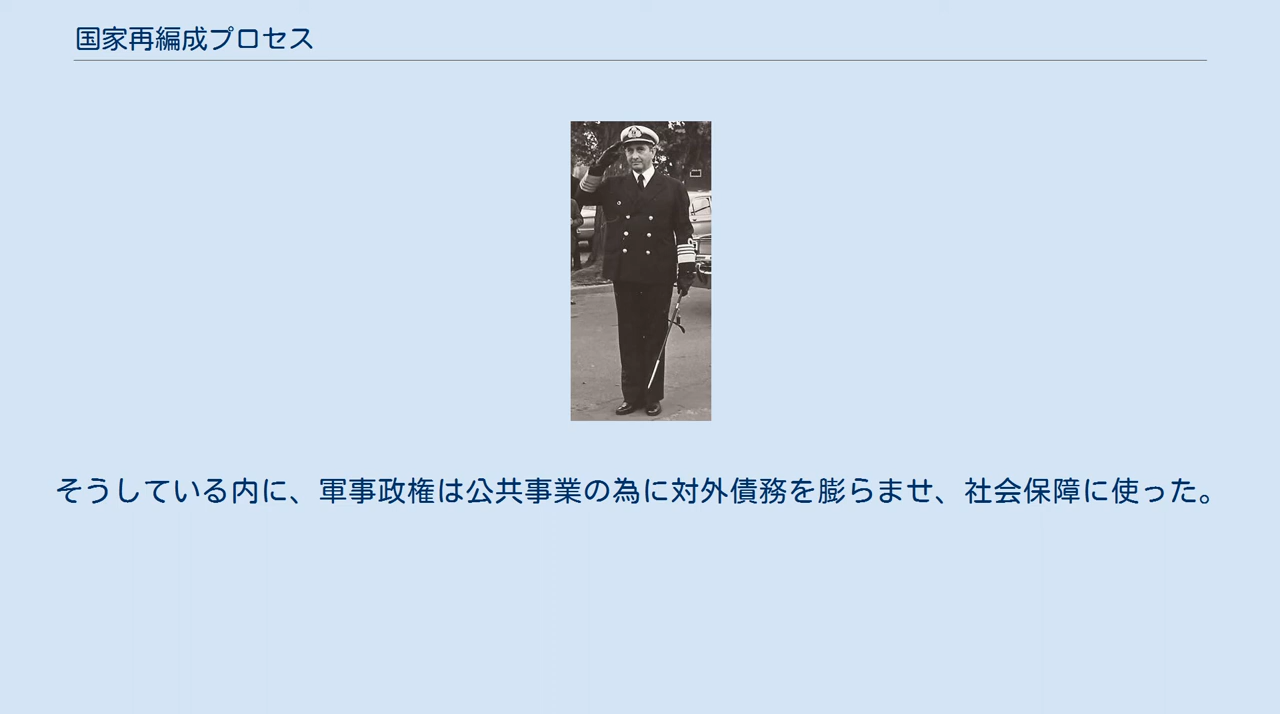 国家再編成プロセス
そうしている内に、軍事政権は公共事業の為に対外債務を膨らませ、社会保障に使った。